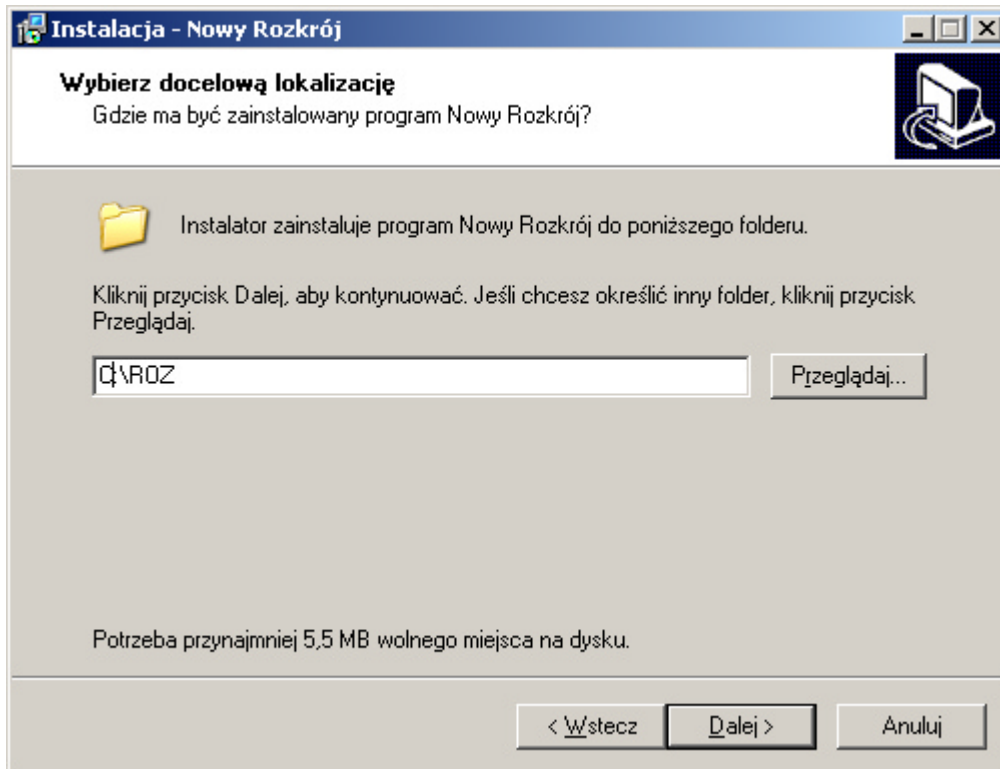 Instalacja - Nowy Rozkrój
Wybierz docelową lokalizację
Gdzie ma być zainstalowany program Nowy Rozkrój?
Instalator zainstaluje program Nowy Rozkrój do poniższego folderu.
Kliknij przycisk Dalej, aby kontynuować. Jeśli chcesz określić inny folder, kliknij przycisk
Przeglądaj.
C:\ROZ
Przeglądaj...
Potrzeba przynajmniej 5,5 MB wolnego miejsca na dysku.
< Wstecz
Dalej >
Anuluj